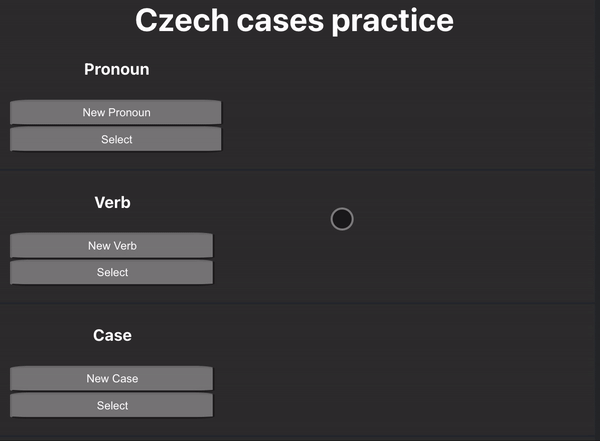 Czech cases practice
Pronoun
New Pronoun
Select
Verb
New Verb
Select
Case
New Case
Select